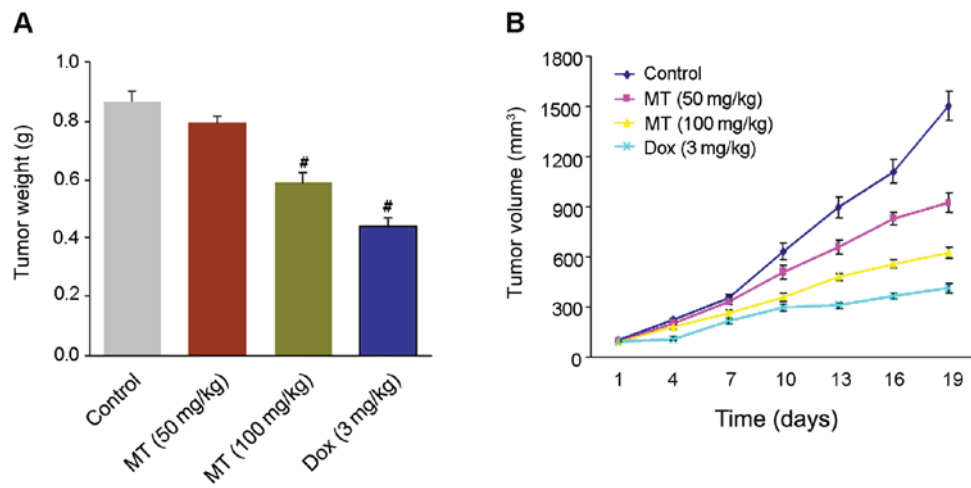 A
Tumor weight (g)
1.0
0.8
0.6
0.4
0.2
0.0
#
#
Control
MT (50 mg/kg)
MT (100 mg/kg)
Dox (3 mg/kg)
B
Tumor volume (mm³)
1800
1500
1200
900
600
300
0
Control
MT (50 mg/kg)
MT (100 mg/kg)
Dox (3 mg/kg)
1 4 7 10 13 16 19
Time (days)